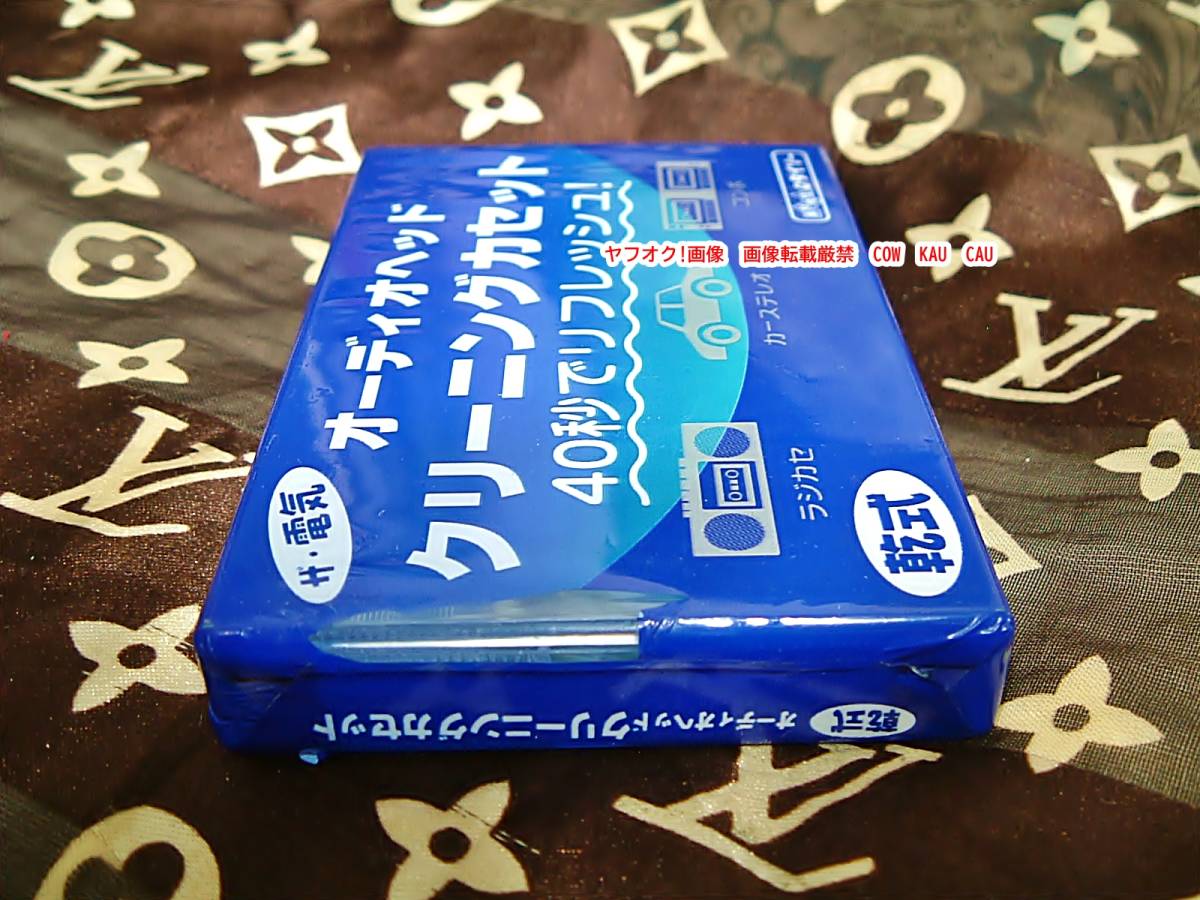 ザ・電気
オーディオヘッド
クリーニングカセット
40秒でリフレッシュ!
コンポ
カーステレオ
ラジカセ
乾式
ヤフオク!画像 画像転載厳禁 COW KAU CAU
乾式 オーディオヘッドクリーニングカセット